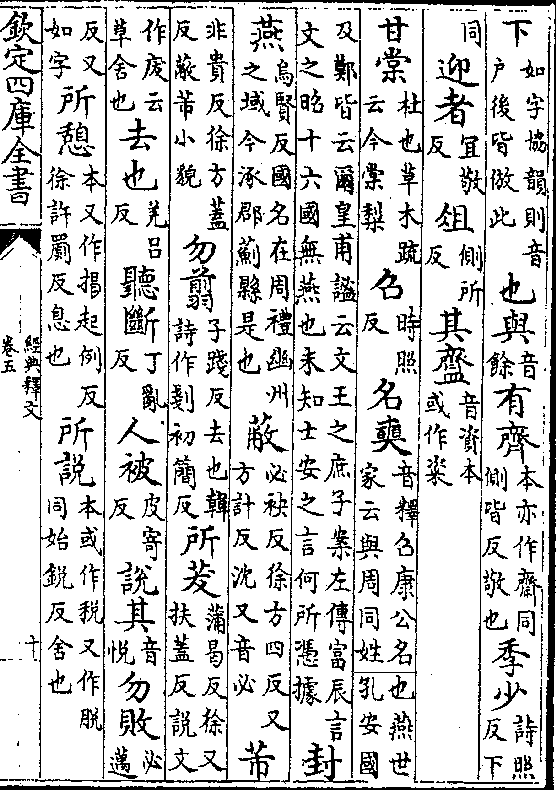 下如字協韻則音户後皆倣此也與音餘有齊本亦作齋同側皆反敬也季少詩照反下
同迎者宜敬反俎側所反其齍音資本或作粢
甘棠杜也草木疏云今棠梨召時照反名奭音釋召康公名也燕世家云與周同姓孔安國
及鄭皆云爾皇甫謐云文王之庶子案左傳富辰言文之昭十六國無燕也未知士安之言何所憑據封
燕烏賢反國名在周禮幽州之域今涿郡薊縣是也蔽必袂反徐方四反又方計反沈又音必芾
非貴反徐方蓋反蔽芾小貌勿翦子踐反去也韓詩作剗初簡反所茇蒲曷反徐又扶蓋反説文
作废云草舍也去也羌吕反聽斷丁亂反人被皮寄反說其音悦勿敗必邁
反又如字所憩本又作揭起例反徐許罽反息也所説本或作税又作脱同始鋭反舍也
欽定四庫全書
經典釋文
卷五
十